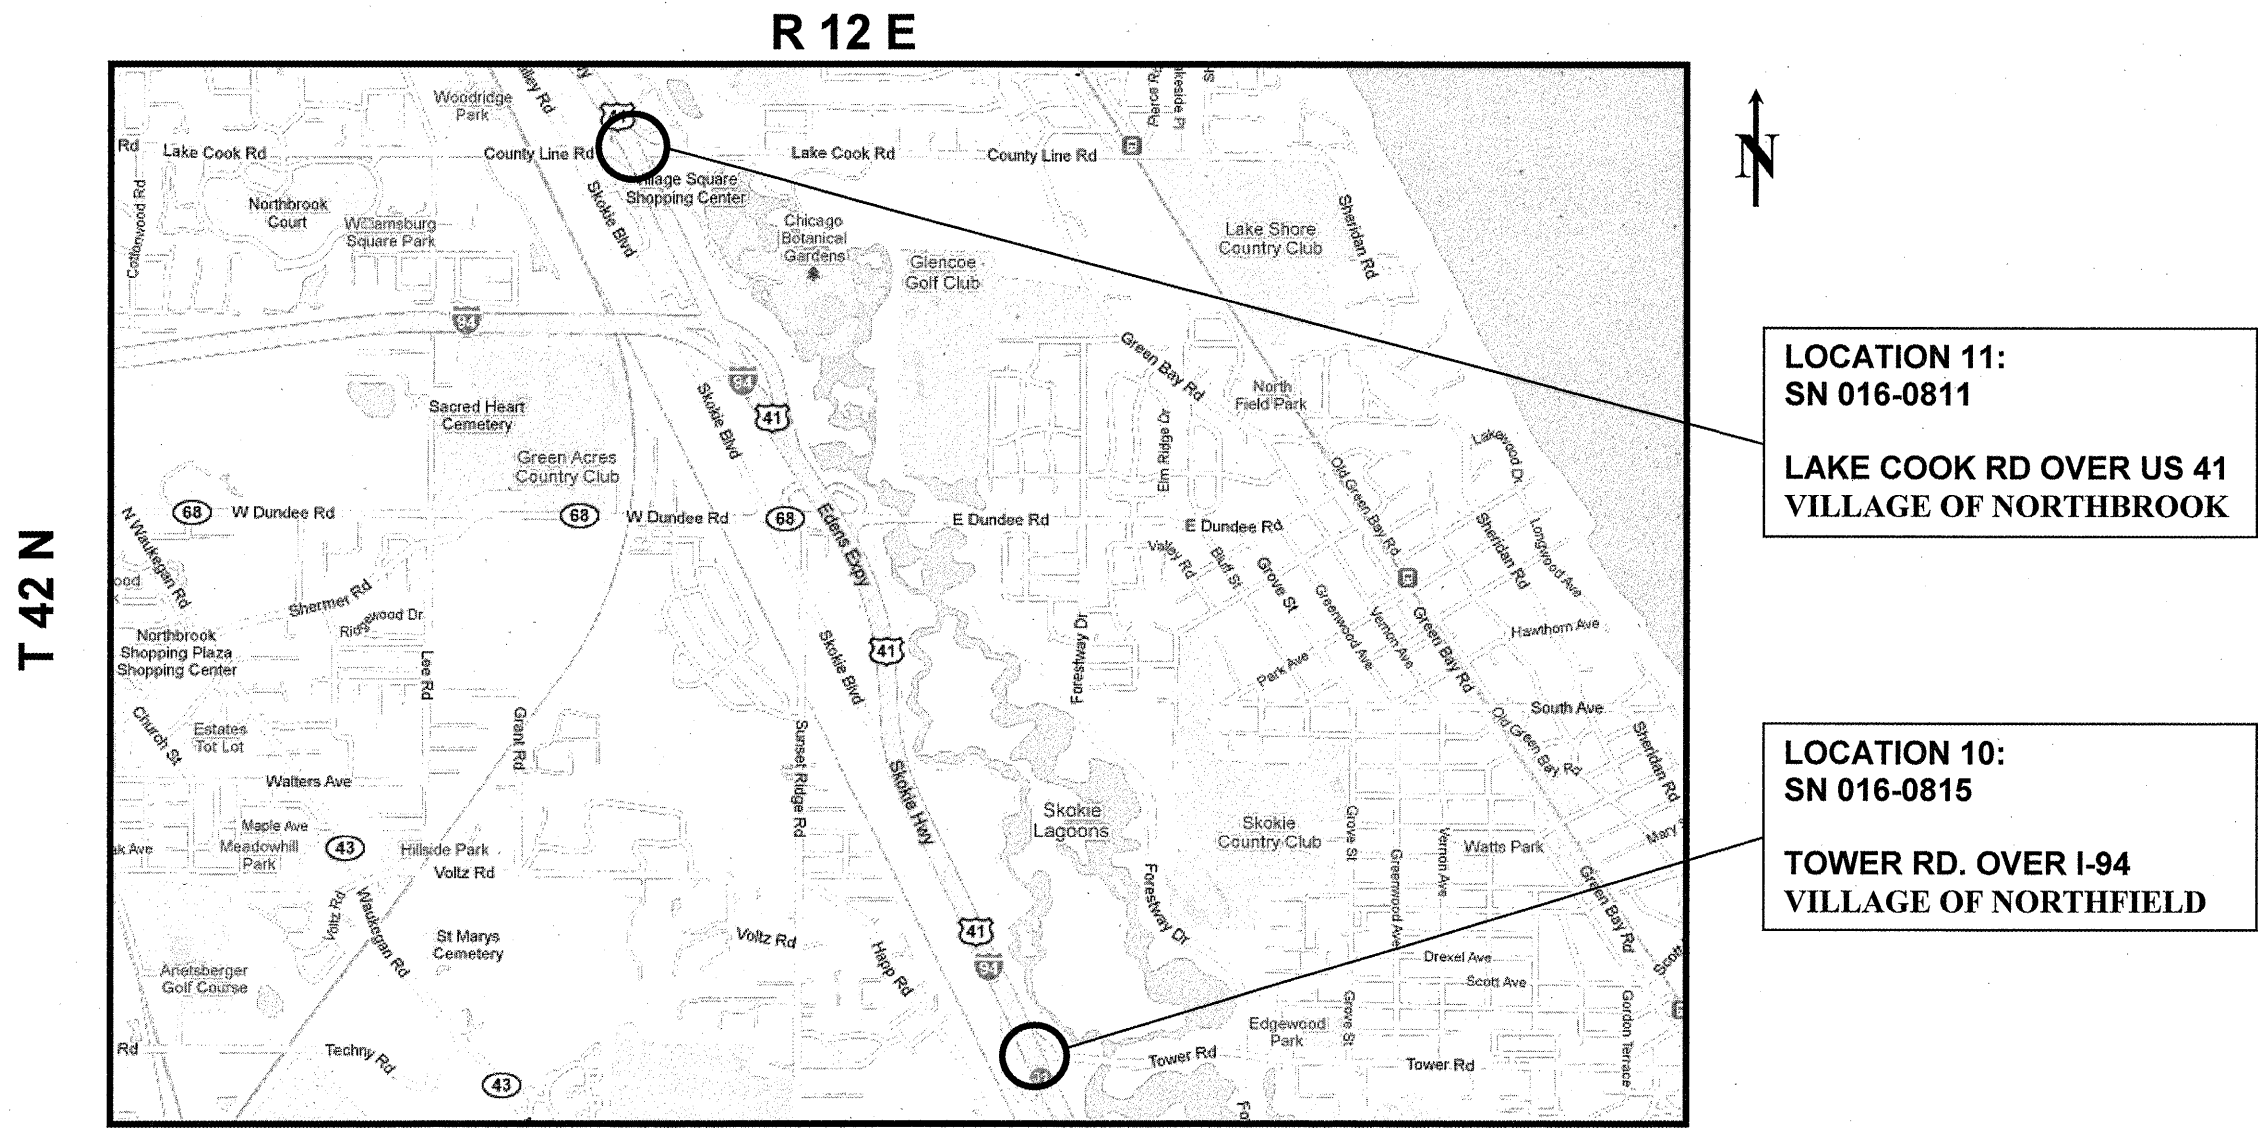 R 12 E
T 42 N
N
LOCATION 11:
SN 016-0811
LAKE COOK RD OVER US 41
VILLAGE OF NORTHBROOK
LOCATION 10:
SN 016-0815
TOWER RD. OVER I-94
VILLAGE OF NORTHFIELD
Woodridge
Park
Rd
Lake Cook Rd
County Line Rd
Lake Cook Rd
County Line Rd
Village Square
Shopping Center
Skokie Blvd
Cottonwood Rd
Northbrook
Court
Square Park
Chicago
Botanical
Gardens
Glencoe
Golf Club
Lake Shore
Country Club
Sheridan Rd
94
94
41
Skokie Blvd
Sacred Heart
Cemetery
Green Acres
Country Club
Green Bay Rd
North
Field Park
Elm Ridge Dr
Lakewood Dr
Old Green Bay Rd
68
W Dundee Rd
68
W Dundee Rd
68
Edens Expy
E Dundee Rd
E Dundee Rd
N Waukegan Rd
Valley Rd
Bluff St
Grove St
Greenwood Ave
Vernon Ave
Green Bay Rd
Sheridan Rd
Longwood Ave
Hawthorn Ave
Shermer Rd
Ridgewood Dr
Northbrook
Shopping Plaza
Shopping Center
Lee Rd
Skokie Blvd
41
Forestway Dr
Park Ave
South Ave
Old Green Bay Rd
Sheridan Rd
Church St
Estates
Tot Lot
Grant Rd
Sunset Ridge Rd
Walters Ave
Skokie Hwy
Skokie
Lagoons
Skokie
Country Club
Grove St
Greenwood Ave
Vernon Ave
Watts Park
Mary
Maple Ave
Meadowhill
Park
43
Hillside Park
Voltz Rd
Voltz Rd
Waukegan Rd
St Marys
Cemetery
Voltz Rd
Happ Rd
41
94
Forestway Dr
Green Bay Rd
Drexel Ave
Scott Ave
Scott
Anetsberger
Golf Course
Edgewood
Park
Grove St
Gordon Terrace
Rd
Techny Rd
43
Tower Rd
Tower Rd
Fo